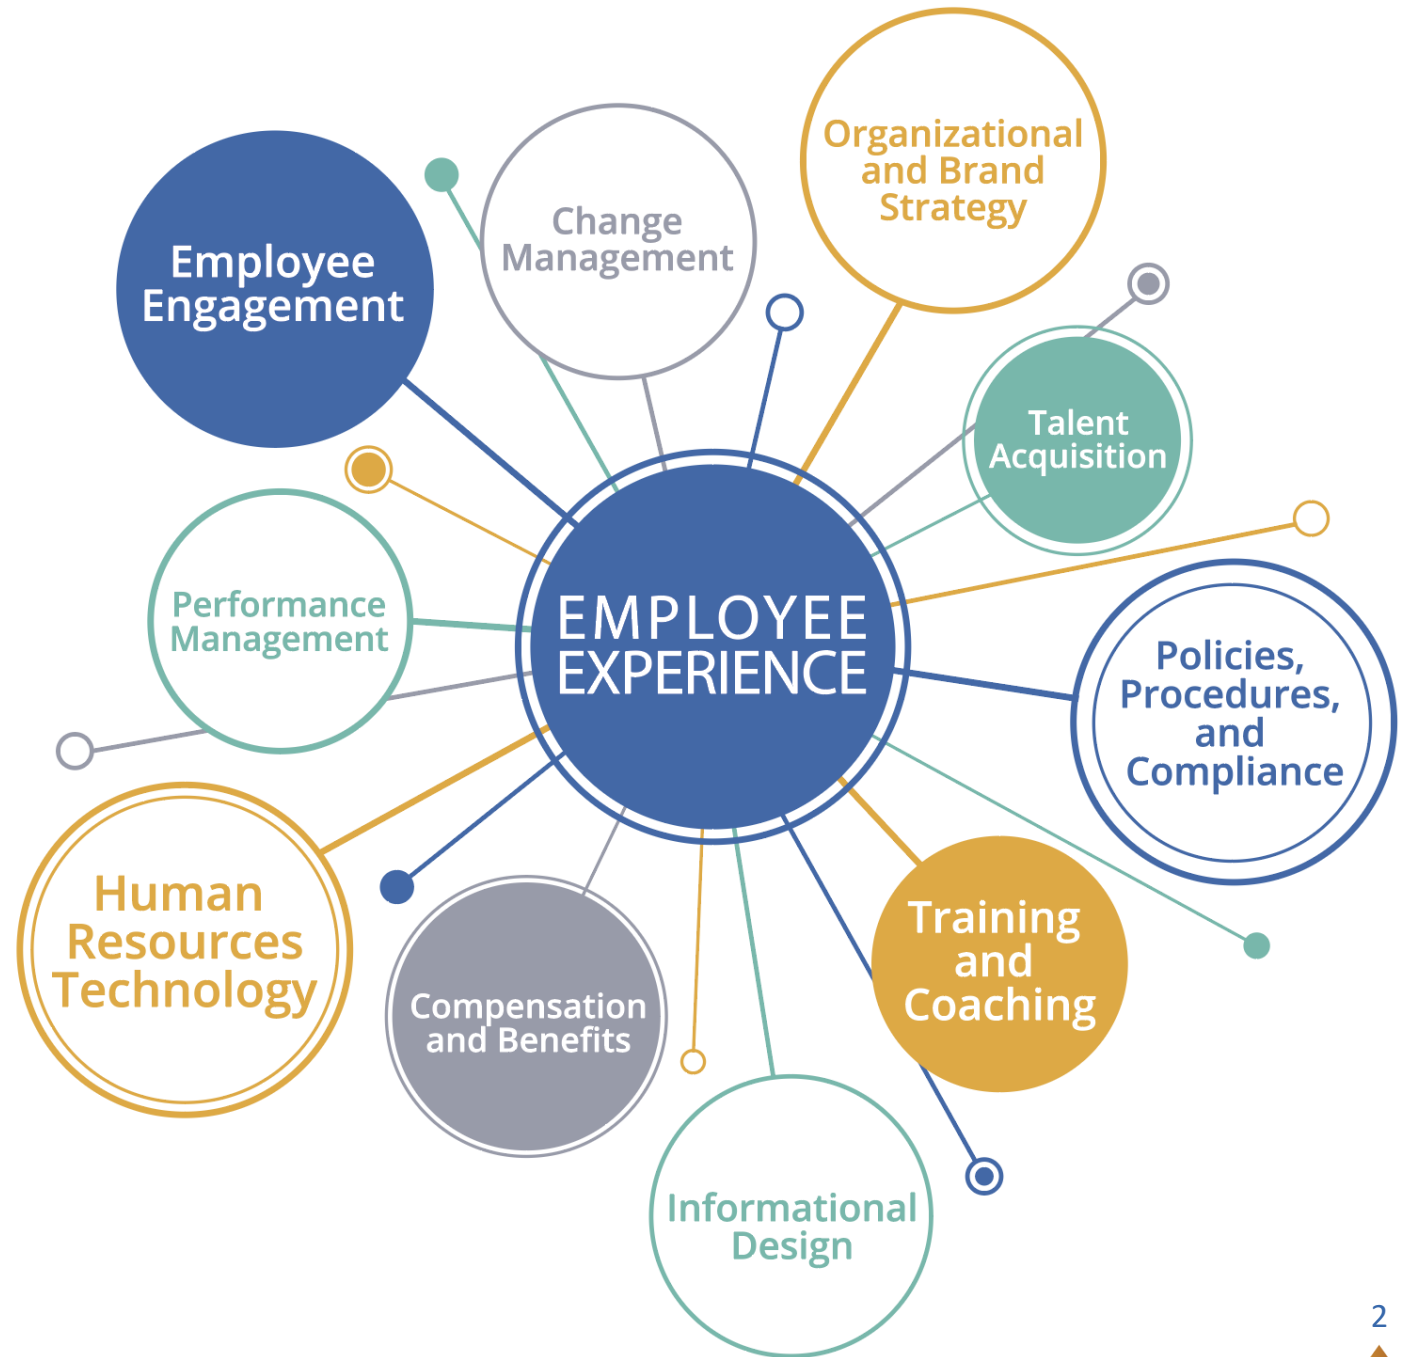 Organizational
and Brand
Strategy
Change
Management
Employee
Engagement
Talent
Acquisition
EMPLOYEE
EXPERIENCE
Performance
Management
Policies,
Procedures,
and
Compliance
Human
Resources
Technology
Training
and
Coaching
Compensation
and Benefits
Informational
Design
2